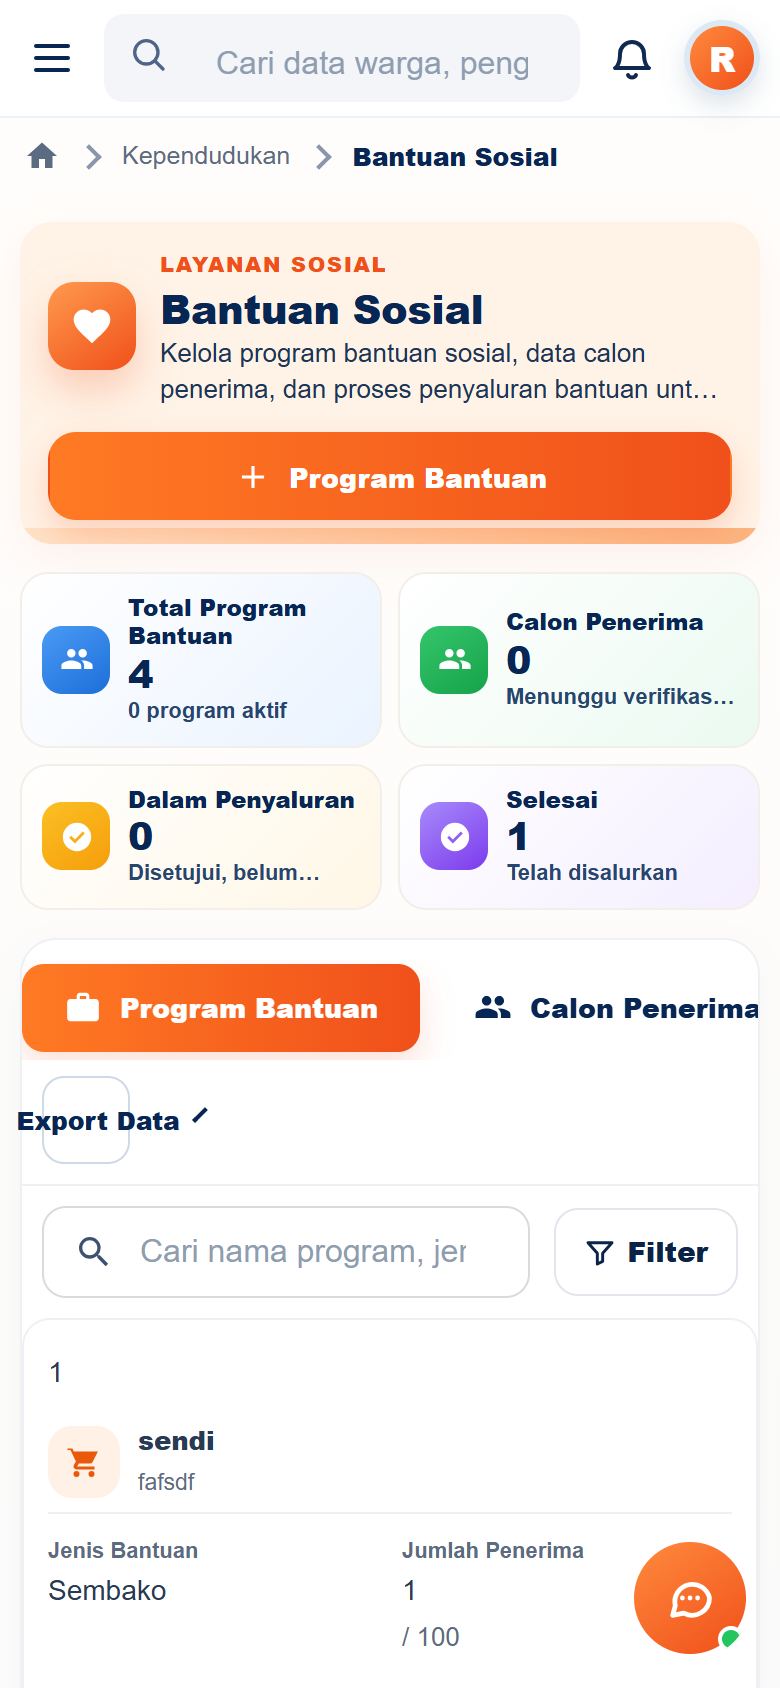 Cari data warga, peng
R
Kependudukan
Bantuan Sosial
LAYANAN SOSIAL
Bantuan Sosial
Kelola program bantuan sosial, data calon
penerima, dan proses penyaluran bantuan unt...
+ Program Bantuan
Total Program
Bantuan
4
0 program aktif
Calon Penerima
0
Menunggu verifikas...
Dalam Penyaluran
0
Disetujui, belum...
Selesai
1
Telah disalurkan
Program Bantuan
Calon Penerima
Export Data
Cari nama program, jer
Filter
1
sendi
fafsdf
Jenis Bantuan
Sembako
Jumlah Penerima
1
/ 100